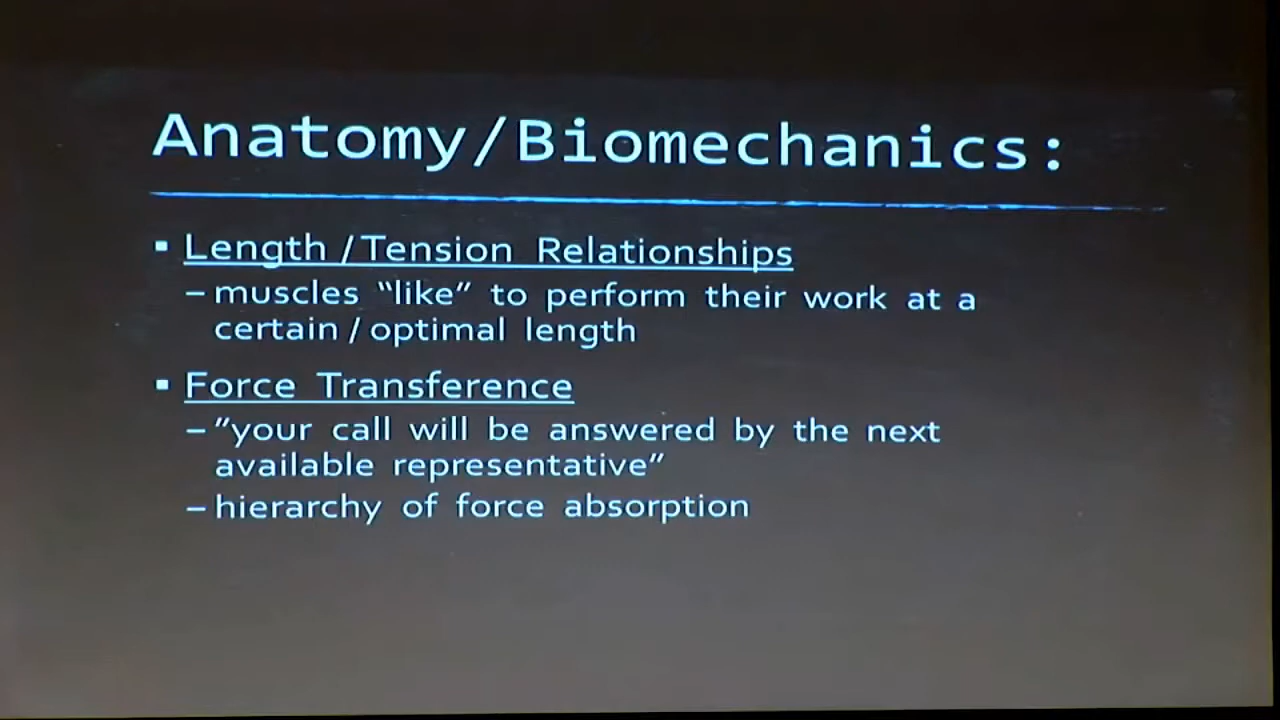 Anatomy/Biomechanics:
▪ Length / Tension Relationships
– muscles “like” to perform their work at a
certain / optimal length
▪ Force Transference
– ”your call will be answered by the next
available representative”
– hierarchy of force absorption